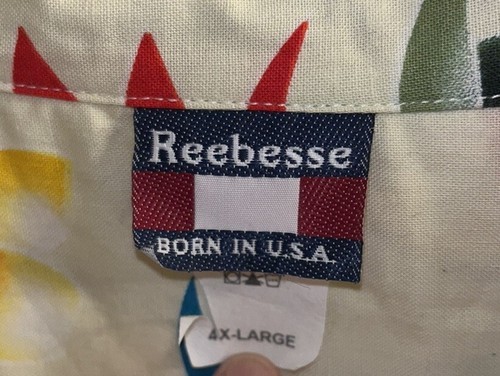 Reebesse
BORN IN U.S.A.
4X-LARGE